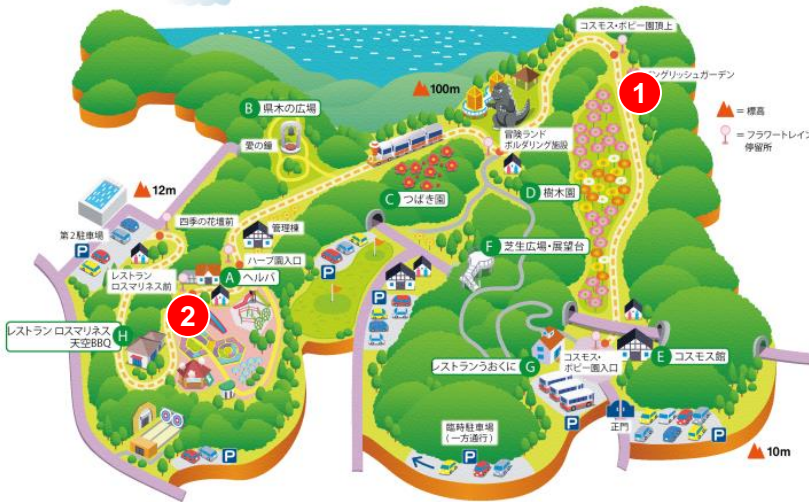 コスモス・ポピー園頂上
ングリッシュガーデン
1
100m
= 標高
= フラワートレイン
停留所
B 県木の広場
愛の鐘
冒険ランド
ボルダリング施設
12m
C つばき園
D 樹木園
四季の花壇前
第2駐車場
P
管理棟
ハーブ園入口
P
F 芝生広場・展望台
レストラン
ロスマリネス前
A ヘルバ
P
2
レストラン ロスマリネス
天空BBQ
H
レストランうおくに G
コスモス・
ポピー園入口
E コスモス館
P
正門
P
臨時駐車場
(一方通行)
P
P
10m